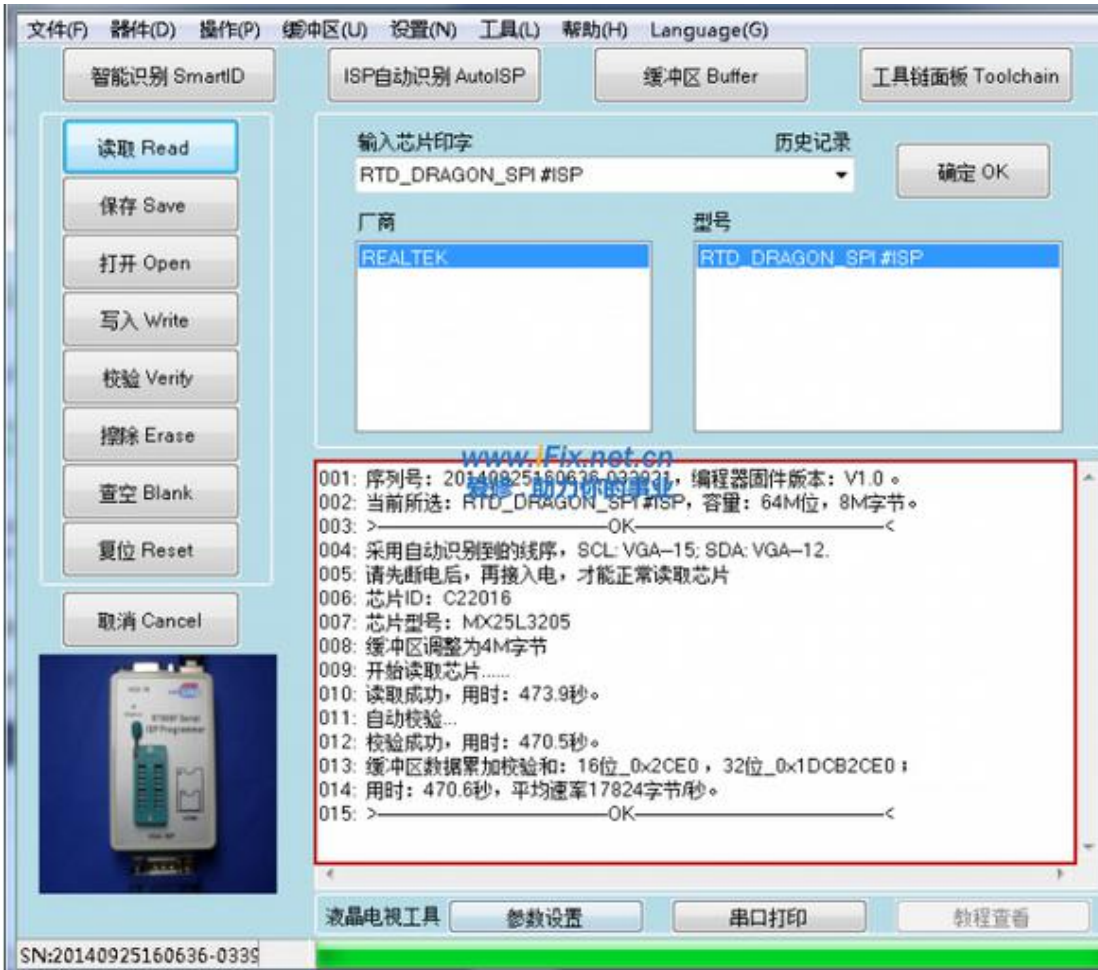 文件(F) 器件(D) 操作(P) 缓冲区(U) 设置(N) 工具(L) 帮助(H) Language(G)
智能识别 SmartID
ISP自动识别 AutoISP
缓冲区 Buffer
工具链面板 Toolchain
读取 Read
保存 Save
打开 Open
写入 Write
校验 Verify
擦除 Erase
查空 Blank
复位 Reset
取消 Cancel
输入芯片印字
历史记录
RTD_DRAGON_SPI #ISP
确定 OK
厂商
型号
REALTEK
RTD_DRAGON_SPI #ISP
www.iFix.net.cn
爱修 助力你的事业
001: 序列号：20140925160636-033931，编程器固件版本：V1.0。
002: 当前所选：RTD_DRAGON_SPI #ISP，容量：64M位，8M字节。
003: >————————OK————————<
004: 采用自动识别到的线序，SCL: VGA—15; SDA: VGA—12.
005: 请先断电后，再接入电，才能正常读取芯片
006: 芯片ID：C22016
007: 芯片型号：MX25L3205
008: 缓冲区调整为4M字节
009: 开始读取芯片......
010: 读取成功，用时：473.9秒。
011: 自动校验...
012: 校验成功，用时：470.5秒。
013: 缓冲区数据累加校验和：16位_0x2CE0，32位_0x1DCB2CE0；
014: 用时：470.6秒，平均速率17824字节/秒。
015: >————————OK————————<
液晶电视工具
参数设置
串口打印
教程查看
SN:20140925160636-0339